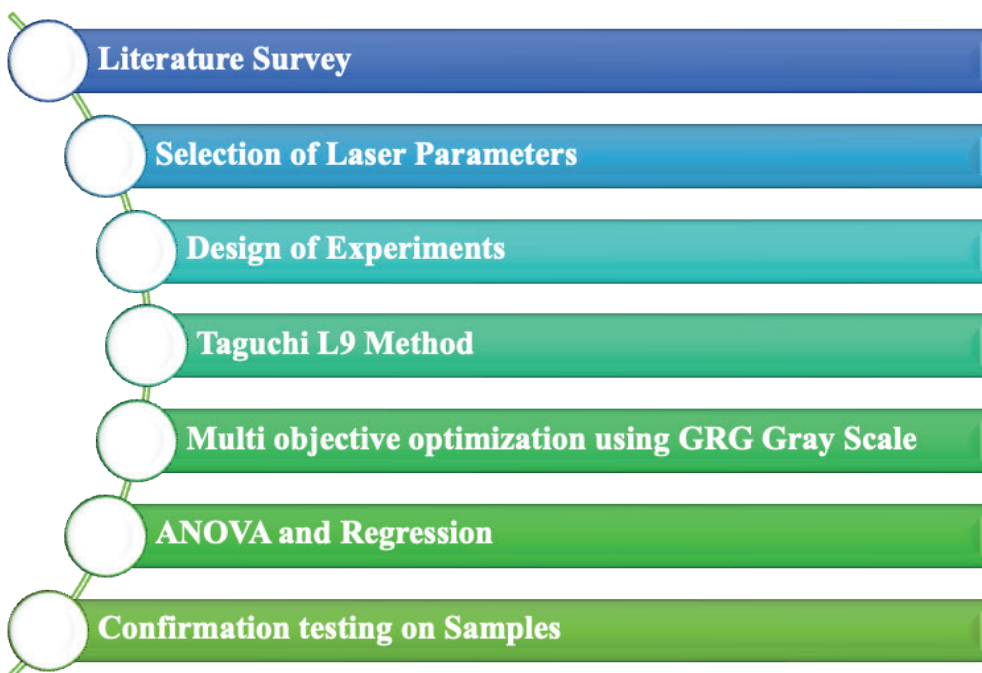 Literature Survey
Selection of Laser Parameters
Design of Experiments
Taguchi L9 Method
Multi objective optimization using GRG Gray Scale
ANOVA and Regression
Confirmation testing on Samples